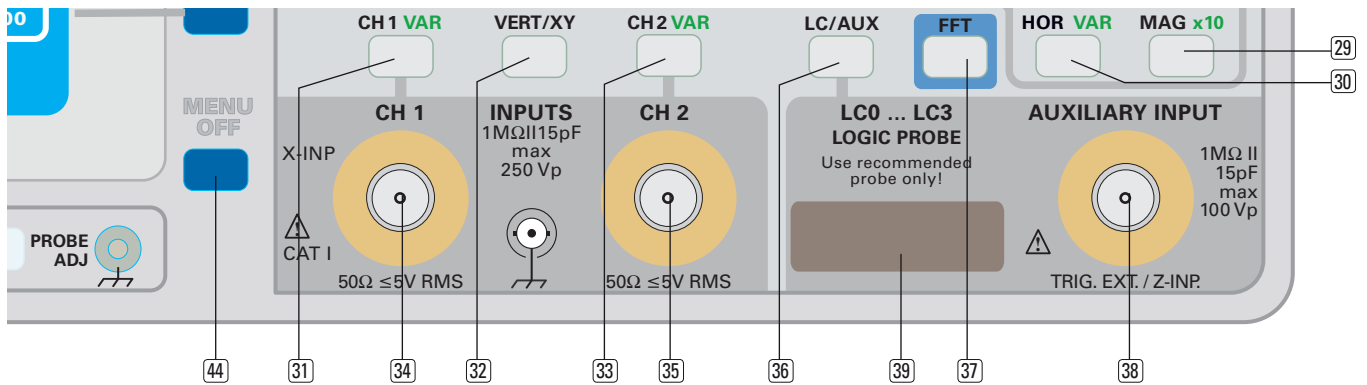 00
CH 1 VAR
VERT/XY
CH 2 VAR
LC/AUX
FFT
HOR VAR
MAG x10
29
30
MENU
OFF
CH 1
INPUTS
1MΩII15pF
max
250 Vp
CH 2
LC0 ... LC3
LOGIC PROBE
Use recommended
probe only!
AUXILIARY INPUT
1MΩ II
15pF
max
100 Vp
X-INP
CAT I
PROBE
ADJ
50Ω ≤5V RMS
50Ω ≤5V RMS
TRIG. EXT. / Z-INP.
44
31
34
32
33
35
36
39
37
38